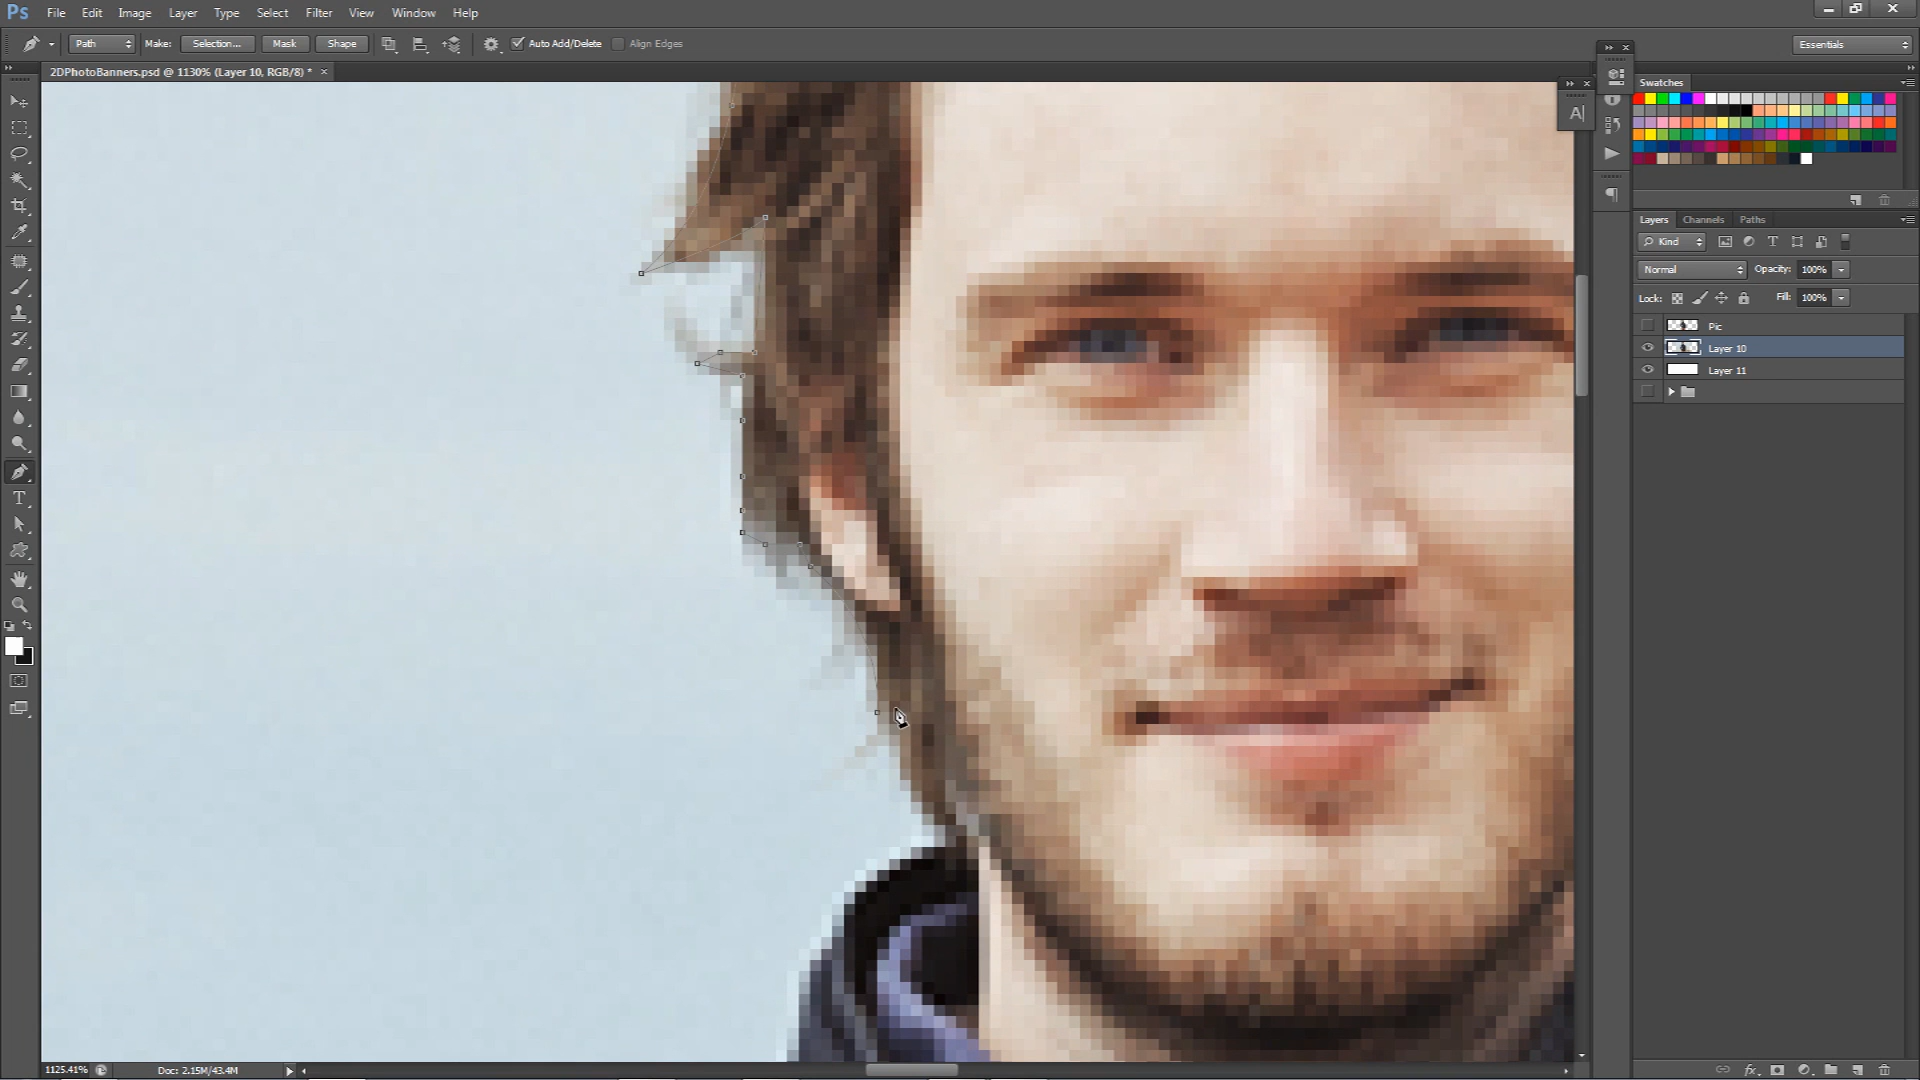 Ps File Edit Image Layer Type Select Filter View Window Help
Path Make: Selection... Mask Shape Auto Add/Delete Align Edges Essentials
2DPhotoBanners.psd @ 1130% (Layer 10, RGB/8) * ×
Swatches
A|
Layers Channels Paths
Kind
Normal Opacity: 100%
Lock: Fill: 100%
Pic
Layer 10
Layer 11
T
fx
1125.41% Doc: 2.15M/43.4M